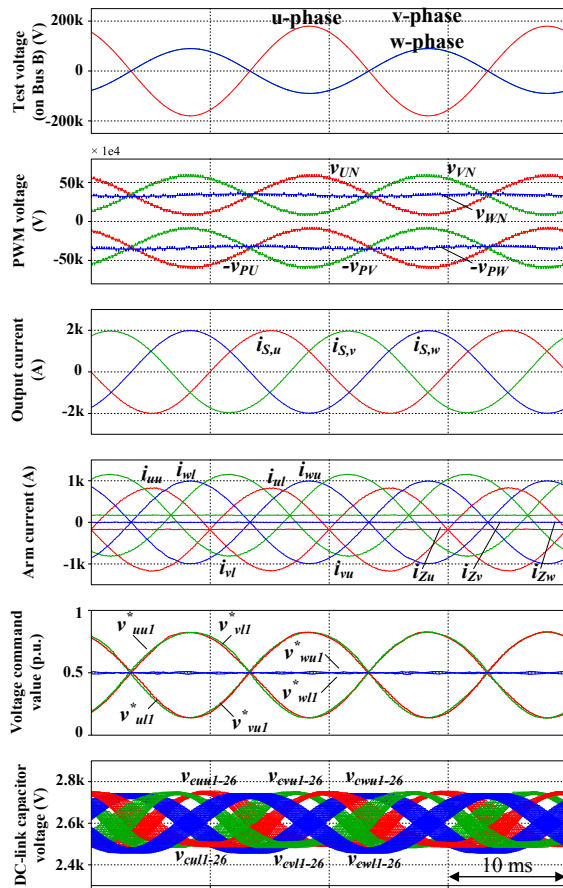 Test voltage
(on Bus B) (V)
200k
0
-200k
u-phase
v-phase
w-phase
× 1e4
PWM voltage
(V)
50k
0
-50k
v_UN
v_VN
v_WN
-v_PU
-v_PV
-v_PW
Output current
(A)
2k
0
-2k
i_S,u
i_S,v
i_S,w
Arm current (A)
1k
0
-1k
i_uu
i_wl
i_ul
i_wu
i_vl
i_vu
i_Zu
i_Zv
i_Zw
Voltage command
value (p.u.)
1
0.5
0
v*_uu1
v*_vl1
v*_wu1
v*_wl1
v*_ul1
v*_vu1
DC-link capacitor
voltage (V)
2.8k
2.6k
2.4k
v_cuu1-26
v_cvu1-26
v_cwu1-26
v_cul1-26
v_cvl1-26
v_cwl1-26
10 ms